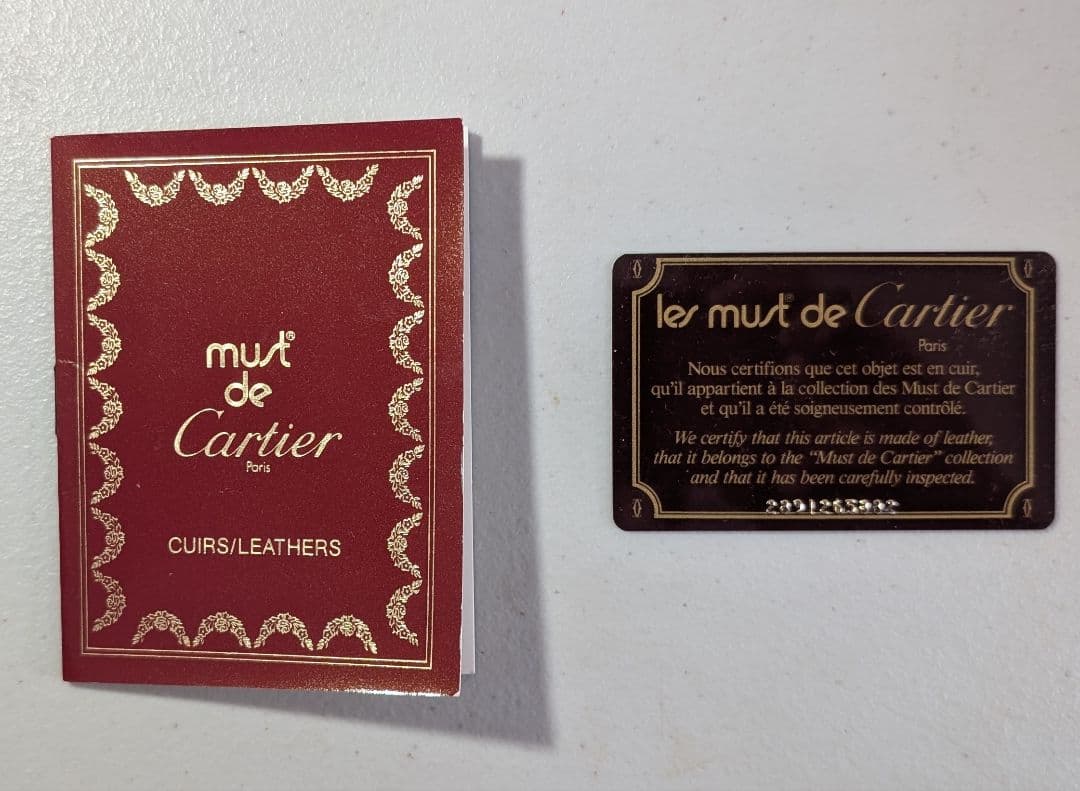 must®
de
Cartier
Paris
CUIRS/LEATHERS
les must® de Cartier
Paris
Nous certifions que cet objet est en cuir,
qu'il appartient à la collection des Must de Cartier
et qu'il a été soigneusement contrôlé.
We certify that this article is made of leather,
that it belongs to the "Must de Cartier" collection
and that it has been carefully inspected.